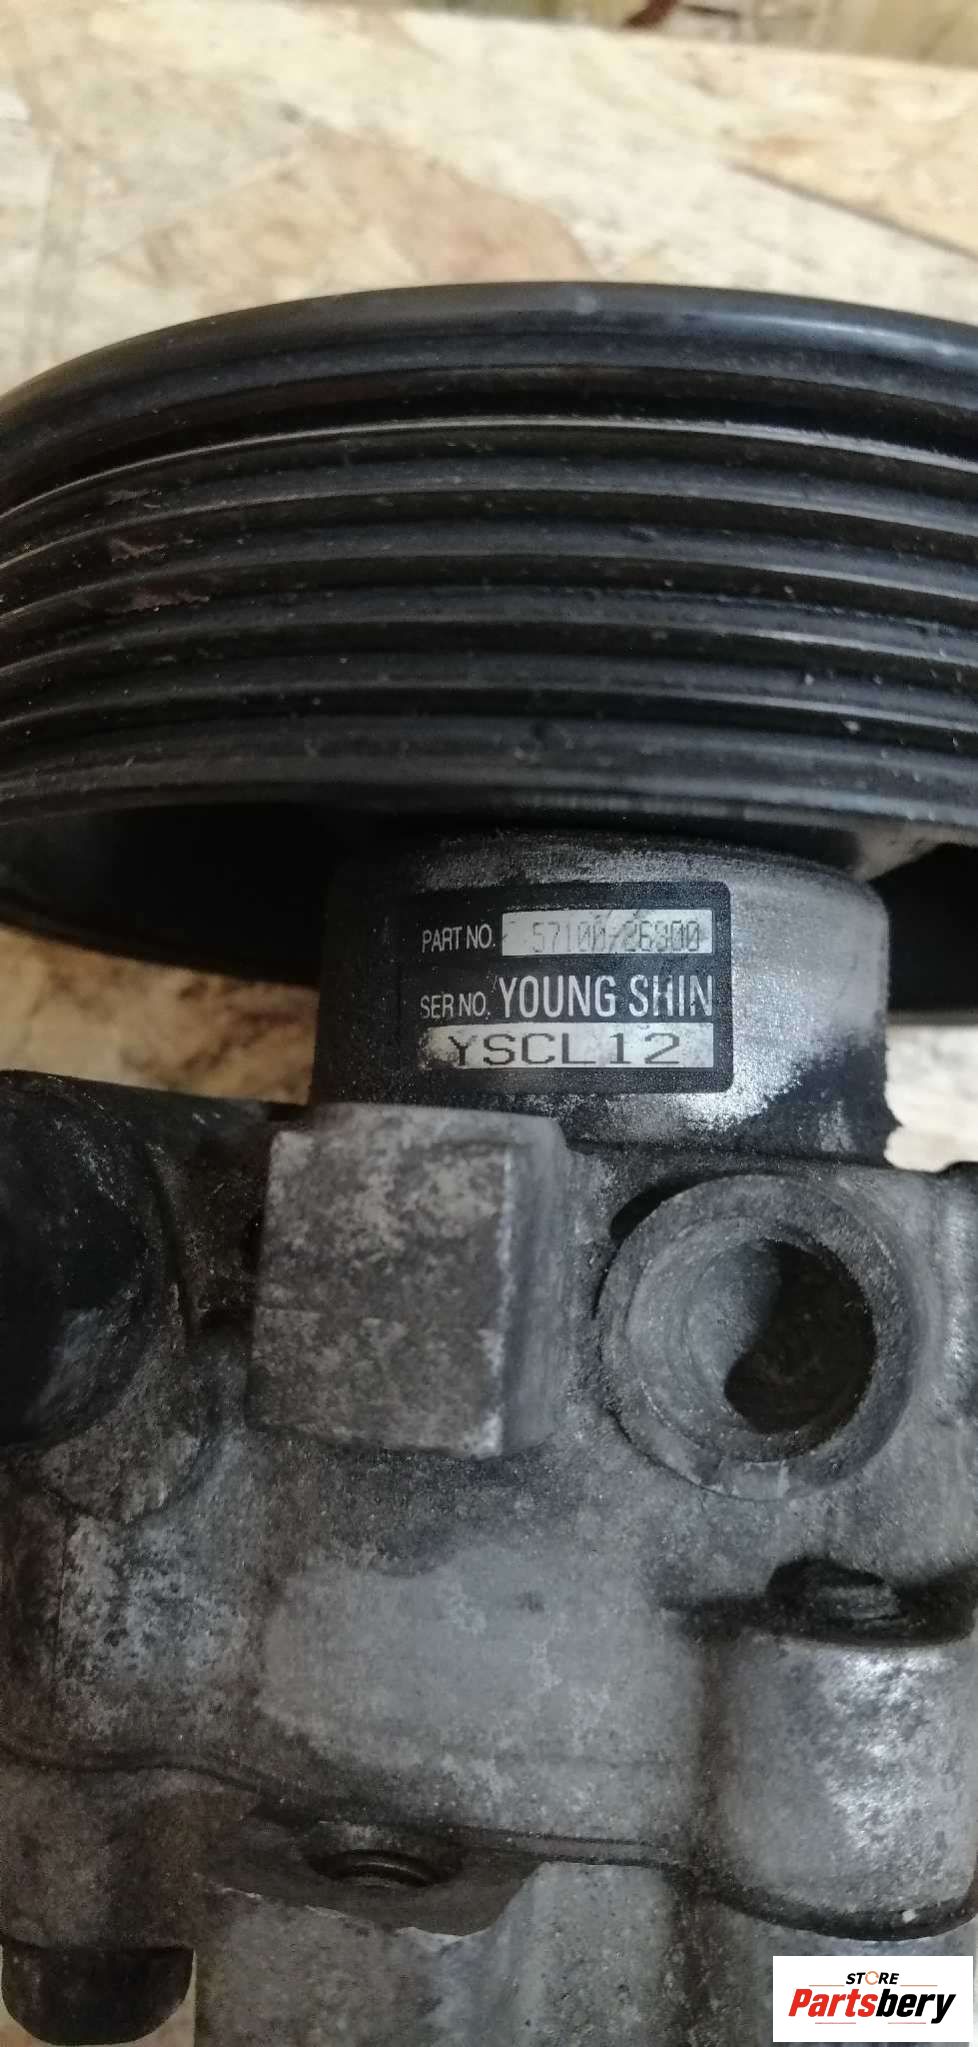 PART NO. 57100-26300
SER NO. YOUNG SHIN
YSCL12
STORE
Partsbery